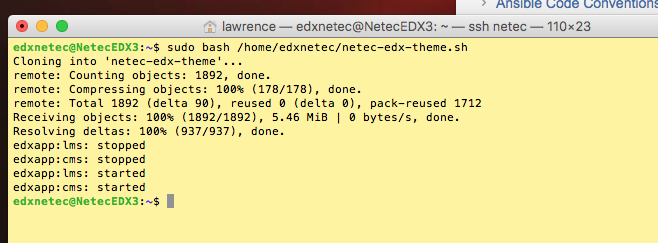 › Ansible Code Conventions
lawrence — edxnetec@NetecEDX3: ~ — ssh netec — 110×23
edxnetec@NetecEDX3:~$ sudo bash /home/edxnetec/netec-edx-theme.sh
Cloning into 'netec-edx-theme'...
remote: Counting objects: 1892, done.
remote: Compressing objects: 100% (178/178), done.
remote: Total 1892 (delta 90), reused 0 (delta 0), pack-reused 1712
Receiving objects: 100% (1892/1892), 5.46 MiB | 0 bytes/s, done.
Resolving deltas: 100% (937/937), done.
edxapp:lms: stopped
edxapp:cms: stopped
edxapp:lms: started
edxapp:cms: started
edxnetec@NetecEDX3:~$